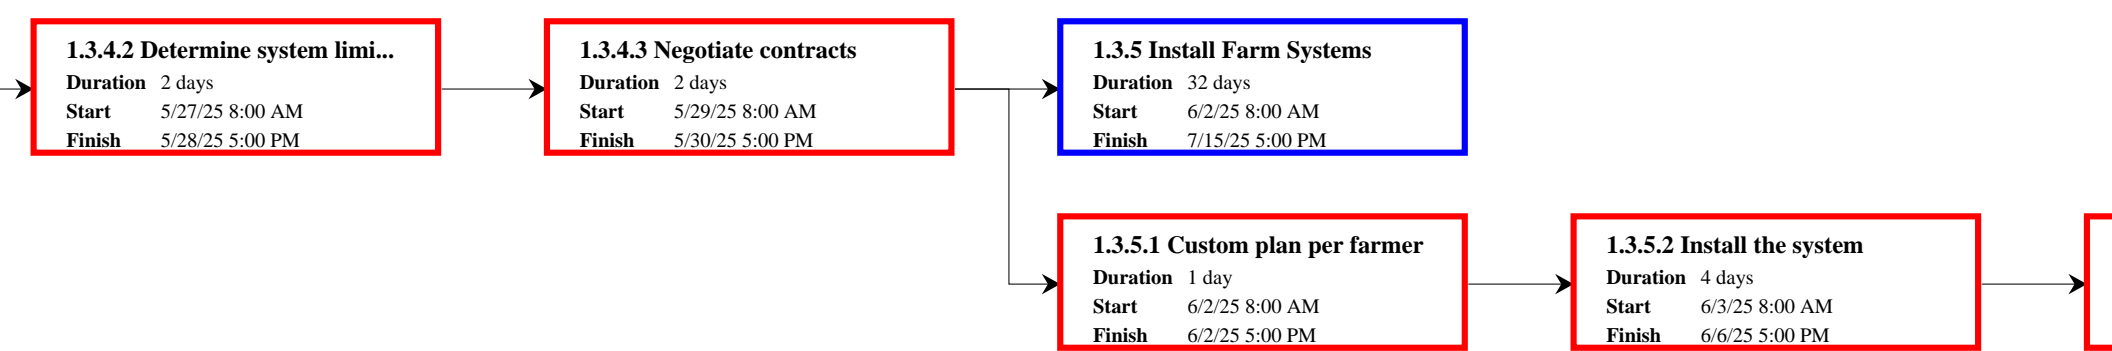 1.3.4.2 Determine system limi...
Duration 2 days
Start 5/27/25 8:00 AM
Finish 5/28/25 5:00 PM
1.3.4.3 Negotiate contracts
Duration 2 days
Start 5/29/25 8:00 AM
Finish 5/30/25 5:00 PM
1.3.5 Install Farm Systems
Duration 32 days
Start 6/2/25 8:00 AM
Finish 7/15/25 5:00 PM
1.3.5.1 Custom plan per farmer
Duration 1 day
Start 6/2/25 8:00 AM
Finish 6/2/25 5:00 PM
1.3.5.2 Install the system
Duration 4 days
Start 6/3/25 8:00 AM
Finish 6/6/25 5:00 PM